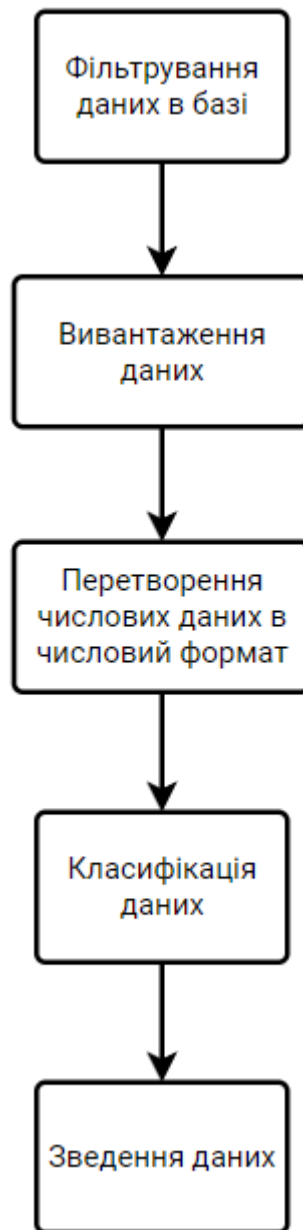 Фільтрування
даних в базі
Вивантаження
даних
Перетворення
числових даних в
числовий формат
Класифікація
даних
Зведення даних